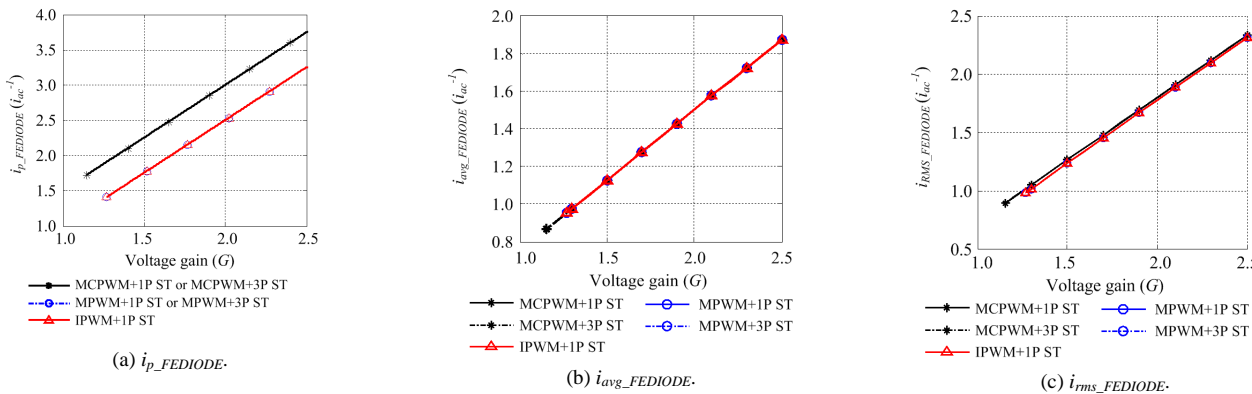 4.0
3.5
3.0
2.5
2.0
1.5
1.0
i_p_FEDIODE (i_ac^-1)
1.0 1.5 2.0 2.5
Voltage gain (G)
MCPWM+1P ST or MCPWM+3P ST
MPWM+1P ST or MPWM+3P ST
IPWM+1P ST
(a) i_p_FEDIODE.
2.0
1.8
1.6
1.4
1.2
1.0
0.8
i_avg_FEDIODE (i_ac^-1)
1.0 1.5 2.0 2.5
Voltage gain (G)
MCPWM+1P ST MPWM+1P ST
MCPWM+3P ST MPWM+3P ST
IPWM+1P ST
(b) i_avg_FEDIODE.
2.5
2.0
1.5
1.0
0.5
i_RMS_FEDIODE (i_ac^-1)
1.0 1.5 2.0 2.5
Voltage gain (G)
MCPWM+1P ST MPWM+1P ST
MCPWM+3P ST MPWM+3P ST
IPWM+1P ST
(c) i_rms_FEDIODE.